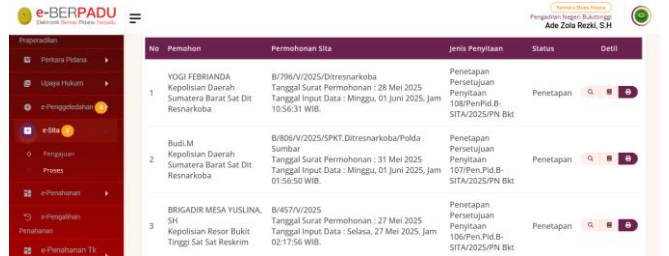 e-BERPADU
Elektronik Berkas Pidana Terpadu
Panitera Muda Pidana
Pengadilan Negeri Bukittinggi
Ade Zola Rezki, S.H
Praperadilan
Perkara Pidana
Upaya Hukum
e-Penggeledahan
e-Sita
Pengajuan
Proses
e-Penahanan
e-Pengalihan
Penahanan
e-Penahanan Tk
No Pemohon Permohonan Sita Jenis Penyitaan Status Detil
1
YOGI FEBRIANDA
Kepolisian Daerah
Sumatera Barat Sat Dit
Resnarkoba
B/796/V/2025/Ditresnarkoba
Tanggal Surat Permohonan : 28 Mei 2025
Tanggal Input Data : Minggu, 01 Juni 2025, Jam
10:56:31 WIB.
Penetapan
Persetujuan
Penyitaan
108/PenPid.B-
SITA/2025/PN Bkt
Penetapan
2
Budi.M
Kepolisian Daerah
Sumatera Barat Sat Dit
Resnarkoba
B/806/V/2025/SPKT.Ditresnarkoba/Polda
Sumbar
Tanggal Surat Permohonan : 31 Mei 2025
Tanggal Input Data : Minggu, 01 Juni 2025, Jam
01:56:50 WIB.
Penetapan
Persetujuan
Penyitaan
107/Pen.Pid.B-
SITA/2025/PN Bkt
Penetapan
3
BRIGADIR MESA YUSLINA,
SH
Kepolisian Resor Bukit
Tinggi Sat Sat Reskrim
B/457/V/2025
Tanggal Surat Permohonan : 27 Mei 2025
Tanggal Input Data : Selasa, 27 Mei 2025, Jam
02:17:56 WIB.
Penetapan
Persetujuan
Penyitaan
106/Pen.Pid.B-
SITA/2025/PN Bkt
Penetapan